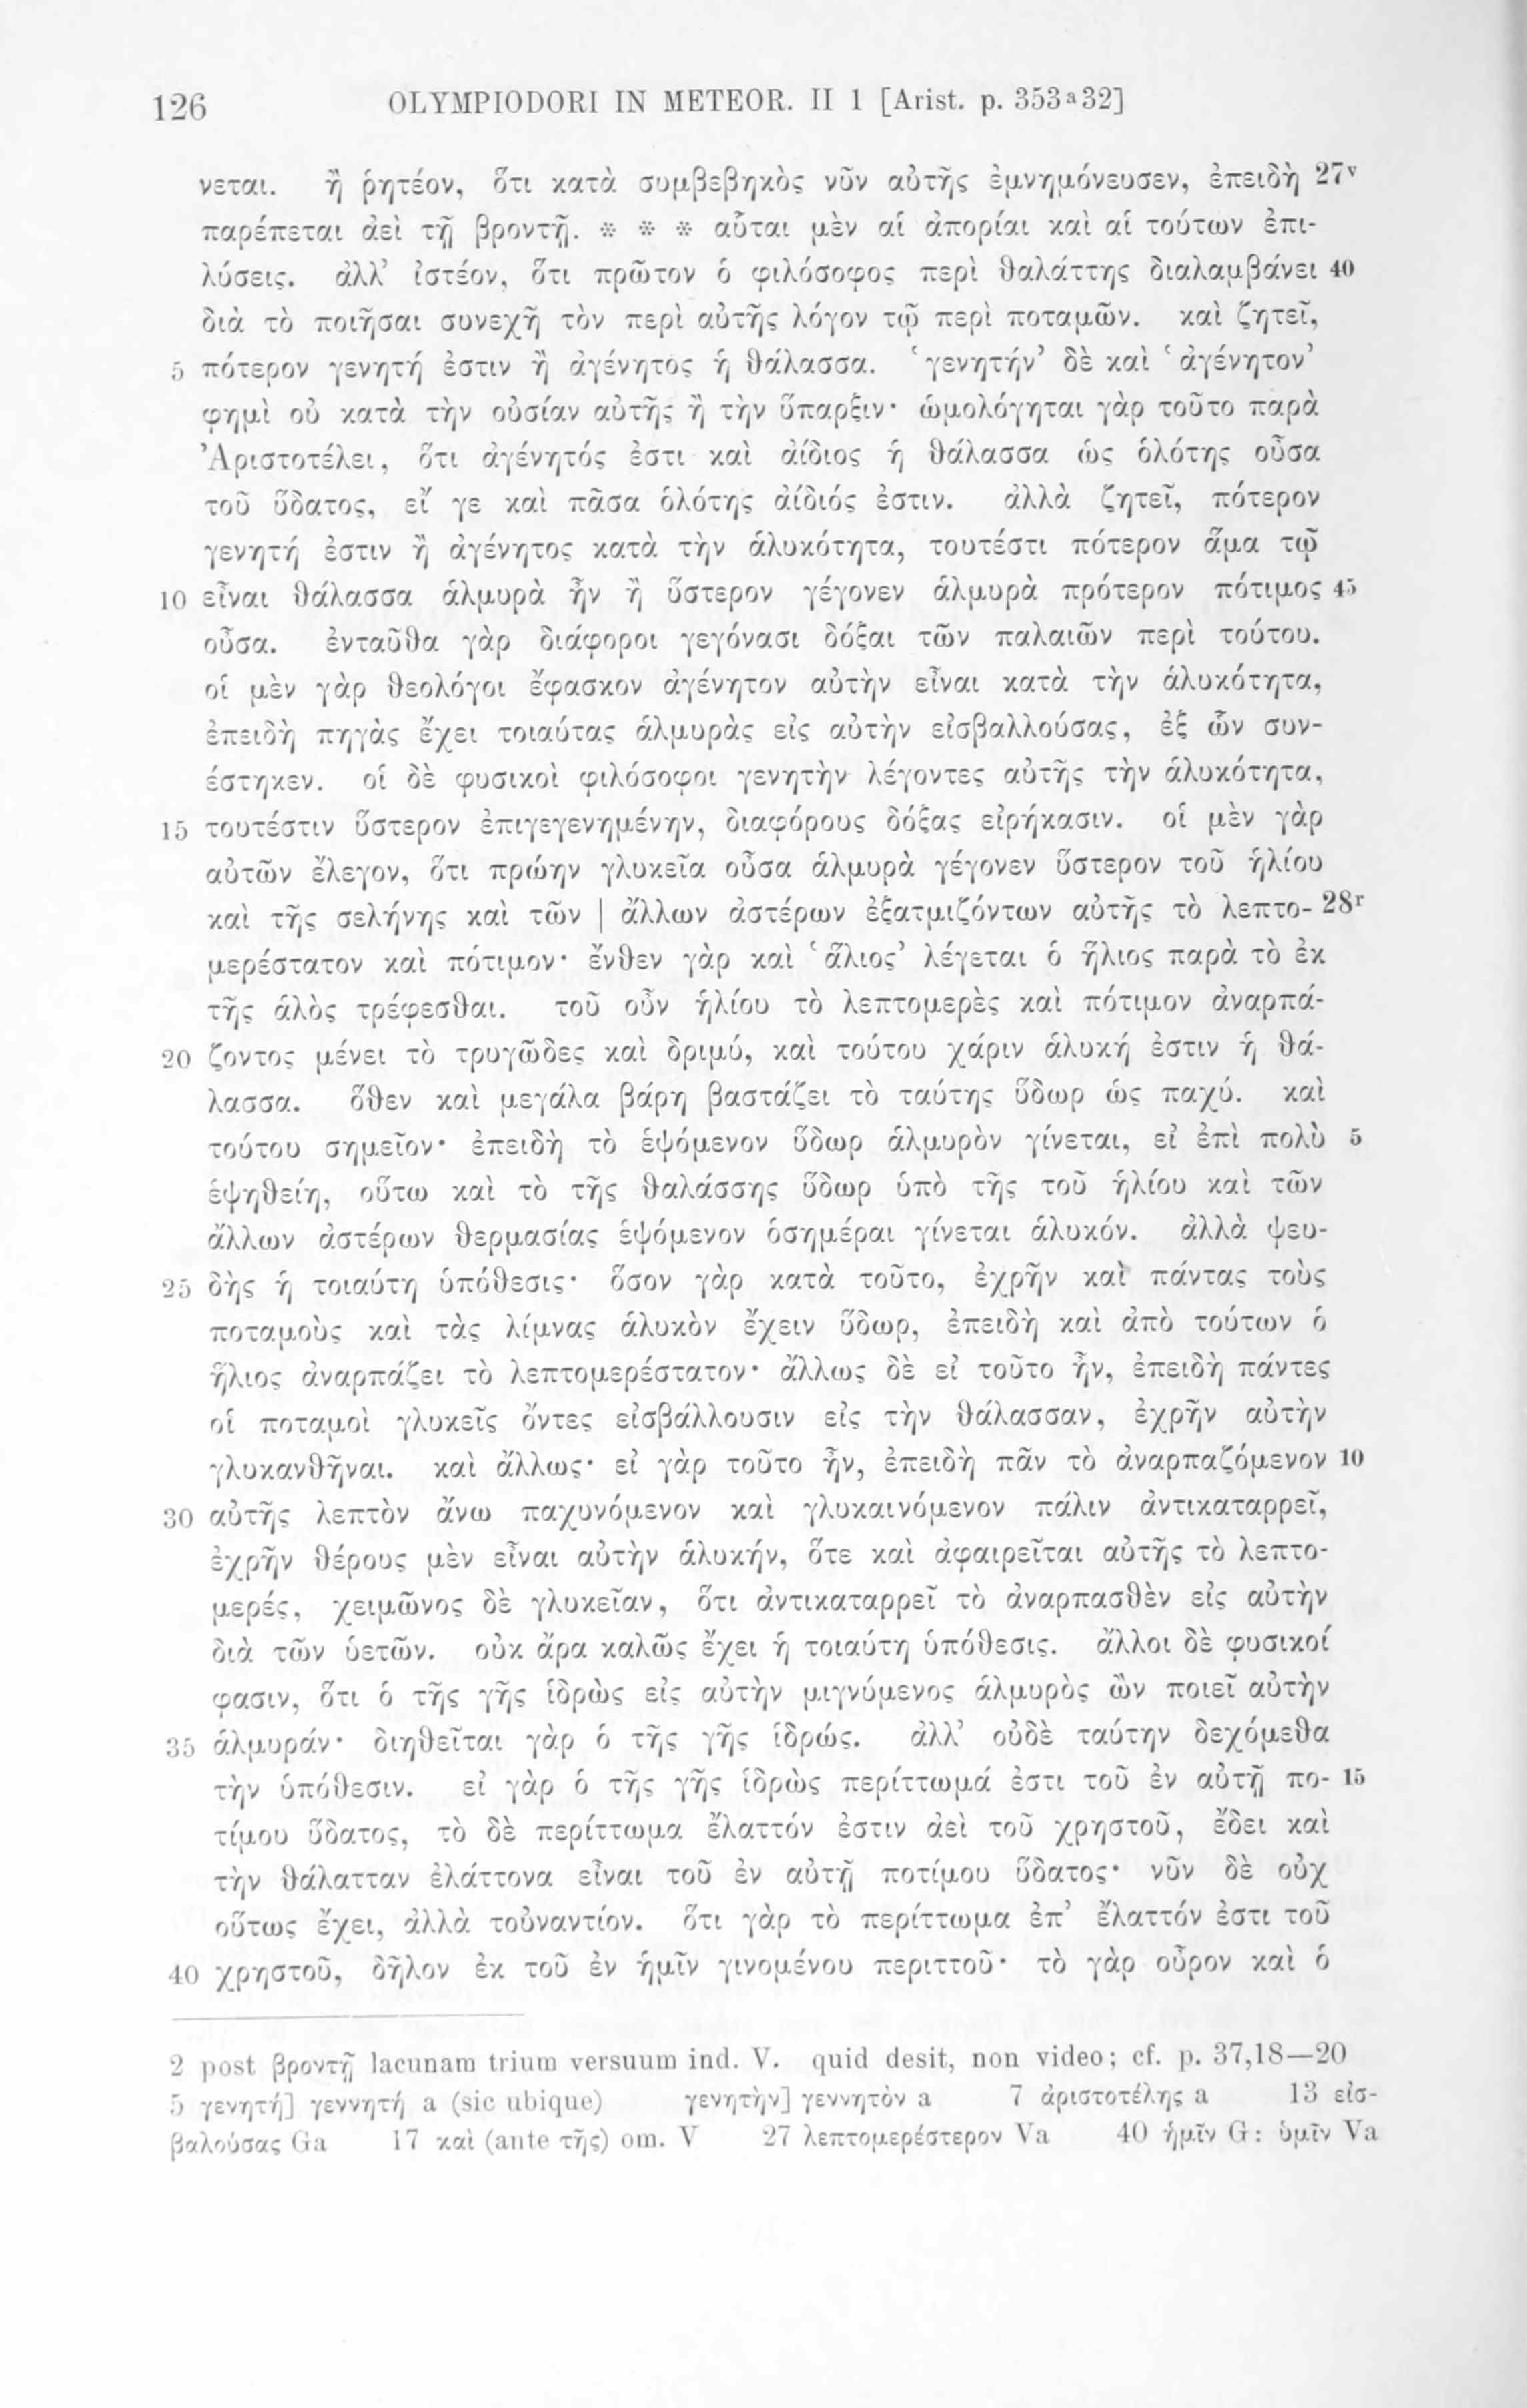 126 OLYMPIODORI IN METEOR. II 1 [Arist. p. 353ᵃ32]
νεται. ἢ ῥητέον, ὅτι κατὰ συμβεβηκὸς νῦν αὐτῆς ἐμνημόνευσεν, ἐπειδὴ 27ᵛ
παρέπεται ἀεὶ τῇ βροντῇ. * * * αὗται μὲν αἱ ἀπορίαι καὶ αἱ τούτων ἐπι-
λύσεις. ἀλλ’ ἰστέον, ὅτι πρῶτον ὁ φιλόσοφος περὶ θαλάττης διαλαμβάνει 40
διὰ τὸ ποιῆσαι συνεχῆ τὸν περὶ αὐτῆς λόγον τῷ περὶ ποταμῶν. καὶ ζητεῖ,
5 πότερον γενητή ἐστιν ἢ ἀγένητος ἡ θάλασσα. ‘γενητήν’ δὲ καὶ ‘ἀγένητον’
φημὶ οὐ κατὰ τὴν οὐσίαν αὐτῆς ἢ τὴν ὕπαρξιν· ὡμολόγηται γὰρ τοῦτο παρὰ
’Αριστοτέλει, ὅτι ἀγένητός ἐστι καὶ ἀίδιος ἡ θάλασσα ὡς ὁλότης οὖσα
τοῦ ὕδατος, εἴ γε καὶ πᾶσα ὁλότης ἀίδιός ἐστιν. ἀλλὰ ζητεῖ, πότερον
γενητή ἐστιν ἢ ἀγένητος κατὰ τὴν ἁλυκότητα, τουτέστι πότερον ἅμα τῷ
10 εἶναι θάλασσα ἁλμυρὰ ἦν ἢ ὕστερον γέγονεν ἁλμυρὰ πρότερον πότιμος 45
οὖσα. ἐνταῦθα γὰρ διάφοροι γεγόνασι δόξαι τῶν παλαιῶν περὶ τούτου.
οἱ μὲν γὰρ θεολόγοι ἔφασκον ἀγένητον αὐτὴν εἶναι κατὰ τὴν ἁλυκότητα,
ἐπειδὴ πηγὰς ἔχει τοιαύτας ἁλμυρὰς εἰς αὐτὴν εἰσβαλλούσας, ἐξ ὧν συν-
έστηκεν. οἱ δὲ φυσικοὶ φιλόσοφοι γενητὴν λέγοντες αὐτῆς τὴν ἁλυκότητα,
15 τουτέστιν ὕστερον ἐπιγεγενημένην, διαφόρους δόξας εἰρήκασιν. οἱ μὲν γὰρ
αὐτῶν ἔλεγον, ὅτι πρώην γλυκεῖα οὖσα ἁλμυρὰ γέγονεν ὕστερον τοῦ ἡλίου
καὶ τῆς σελήνης καὶ τῶν | ἄλλων ἀστέρων ἐξατμιζόντων αὐτῆς τὸ λεπτο- 28ʳ
μερέστατον καὶ πότιμον· ἔνθεν γὰρ καὶ ‘ἅλιος’ λέγεται ὁ ἥλιος παρὰ τὸ ἐκ
τῆς ἁλὸς τρέφεσθαι. τοῦ οὖν ἡλίου τὸ λεπτομερὲς καὶ πότιμον ἀναρπά-
20 ζοντος μένει τὸ τρυγῶδες καὶ δριμύ, καὶ τούτου χάριν ἁλυκή ἐστιν ἡ θά-
λασσα. ὅθεν καὶ μεγάλα βάρη βαστάζει τὸ ταύτης ὕδωρ ὡς παχύ. καὶ
τούτου σημεῖον· ἐπειδὴ τὸ ἑψόμενον ὕδωρ ἁλμυρὸν γίνεται, εἰ ἐπὶ πολὺ 5
ἑψηθείη, οὕτω καὶ τὸ τῆς θαλάσσης ὕδωρ ὑπὸ τῆς τοῦ ἡλίου καὶ τῶν
ἄλλων ἀστέρων θερμασίας ἑψόμενον ὁσημέραι γίνεται ἁλυκόν. ἀλλὰ ψευ-
25 δὴς ἡ τοιαύτη ὑπόθεσις· ὅσον γὰρ κατὰ τοῦτο, ἐχρῆν καὶ πάντας τοὺς
ποταμοὺς καὶ τὰς λίμνας ἁλυκὸν ἔχειν ὕδωρ, ἐπειδὴ καὶ ἀπὸ τούτων ὁ
ἥλιος ἀναρπάζει τὸ λεπτομερέστατον· ἄλλως δὲ εἰ τοῦτο ἦν, ἐπειδὴ πάντες
οἱ ποταμοὶ γλυκεῖς ὄντες εἰσβάλλουσιν εἰς τὴν θάλασσαν, ἐχρῆν αὐτὴν
γλυκανθῆναι. καὶ ἄλλως· εἰ γὰρ τοῦτο ἦν, ἐπειδὴ πᾶν τὸ ἀναρπαζόμενον 10
30 αὐτῆς λεπτὸν ἄνω παχυνόμενον καὶ γλυκαινόμενον πάλιν ἀντικαταρρεῖ,
ἐχρῆν θέρους μὲν εἶναι αὐτὴν ἁλυκήν, ὅτε καὶ ἀφαιρεῖται αὐτῆς τὸ λεπτο-
μερές, χειμῶνος δὲ γλυκεῖαν, ὅτι ἀντικαταρρεῖ τὸ ἀναρπασθὲν εἰς αὐτὴν
διὰ τῶν ὑετῶν. οὐκ ἄρα καλῶς ἔχει ἡ τοιαύτη ὑπόθεσις. ἄλλοι δὲ φυσικοί
φασιν, ὅτι ὁ τῆς γῆς ἱδρὼς εἰς αὐτὴν μιγνύμενος ἁλμυρὸς ὢν ποιεῖ αὐτὴν
35 ἁλμυράν· διηθεῖται γὰρ ὁ τῆς γῆς ἱδρώς. ἀλλ’ οὐδὲ ταύτην δεχόμεθα
τὴν ὑπόθεσιν. εἰ γὰρ ὁ τῆς γῆς ἱδρὼς περίττωμά ἐστι τοῦ ἐν αὐτῇ πο- 15
τίμου ὕδατος, τὸ δὲ περίττωμα ἔλαττόν ἐστιν ἀεὶ τοῦ χρηστοῦ, ἔδει καὶ
τὴν θάλατταν ἐλάττονα εἶναι τοῦ ἐν αὐτῇ ποτίμου ὕδατος· νῦν δὲ οὐχ
οὕτως ἔχει, ἀλλὰ τοὐναντίον. ὅτι γὰρ τὸ περίττωμα ἐπ’ ἔλαττόν ἐστι τοῦ
40 χρηστοῦ, δῆλον ἐκ τοῦ ἐν ἡμῖν γινομένου περιττοῦ· τὸ γὰρ οὖρον καὶ ὁ
2 post βροντῇ lacunam trium versuum ind. V. quid desit, non video; cf. p. 37,18—20
5 γενητή] γεννητή a (sic ubique) γενητὴν] γεννητὸν a 7 ἀριστοτέλης a 13 εἰσ-
βαλούσας Ga 17 καὶ (ante τῆς) om. V 27 λεπτομερέστερον Va 40 ἡμῖν G: ὑμῖν Va